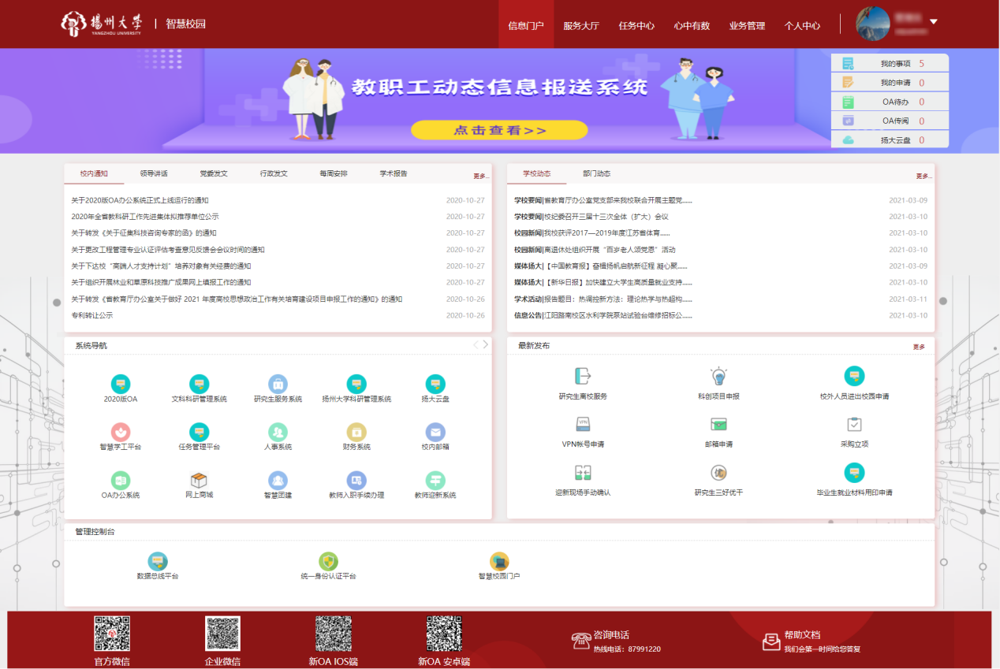 揚州大学 | 智慧校园
YANGZHOU UNIVERSITY
信息门户 服务大厅 任务中心 心中有数 业务管理 个人中心
教职工动态信息报送系统
点击查看>>
我的事项 5
我的申请 0
OA待办 0
OA传阅 0
扬大云盘 0
校内通知 领导讲话 党委发文 行政发文 每周安排 学术报告 更多...
关于2020版OA办公系统正式上线运行的通知 2020-10-27
2020年全省教科研工作先进集体拟推荐单位公示 2020-10-27
关于转发《关于征集科技咨询专家的函》的通知 2020-10-27
关于更改工程管理专业认证评估考查意见反馈会会议时间的通知 2020-10-27
关于下达校“高端人才支持计划”培养对象有关经费的通知 2020-10-27
关于组织开展林业和草原科技推广成果网上填报工作的通知 2020-10-27
关于转发《省教育厅办公室关于做好 2021 年度高校思想政治工作有关培育建设项目申报工作的通知》的通知 2020-10-26
专利转让公示 2020-10-26
学校动态 部门动态 更多...
学校要闻|省教育厅办公室党支部来我校联合开展主题党...... 2021-03-09
学校要闻|校纪委召开三届十三次全体（扩大）会议 2021-03-10
校园新闻|我校获评2017—2019年度江苏省体育...... 2021-03-10
校园新闻|离退休处组织开展“百岁老人颂党恩”活动 2021-03-10
媒体扬大|【中国教育报】奋楫扬帆启航新征程 凝心聚...... 2021-03-09
媒体扬大|【新华日报】加快建立大学生高质量就业支持...... 2021-03-10
学术活动|报告题目：热调控新方法：理论热学与热超构...... 2021-03-11
信息公告|江阳路南校区水利学院泵站试验台维修招标公...... 2021-03-10
系统导航
2020版OA 文科科研管理系统 研究生服务系统 扬州大学科研管理系统 扬大云盘
智慧学工平台 任务管理平台 人事系统 财务系统 校内邮箱
OA办公系统 网上商城 智慧团建 教师入职手续办理 教师迎新系统
最新发布 更多
研究生离校服务 科创项目申报 校外人员进出校园申请
VPN
VPN帐号申请 邮箱申请 采购立项
优
迎新现场手动确认 研究生三好优干 毕业生就业材料用印申请
管理控制台
数据总线平台 统一身份认证平台 智慧校园门户
官方微信 企业微信 新OA IOS端 新OA 安卓端
咨询电话
热线电话：87991220
帮助文档
我们会第一时间给您答复